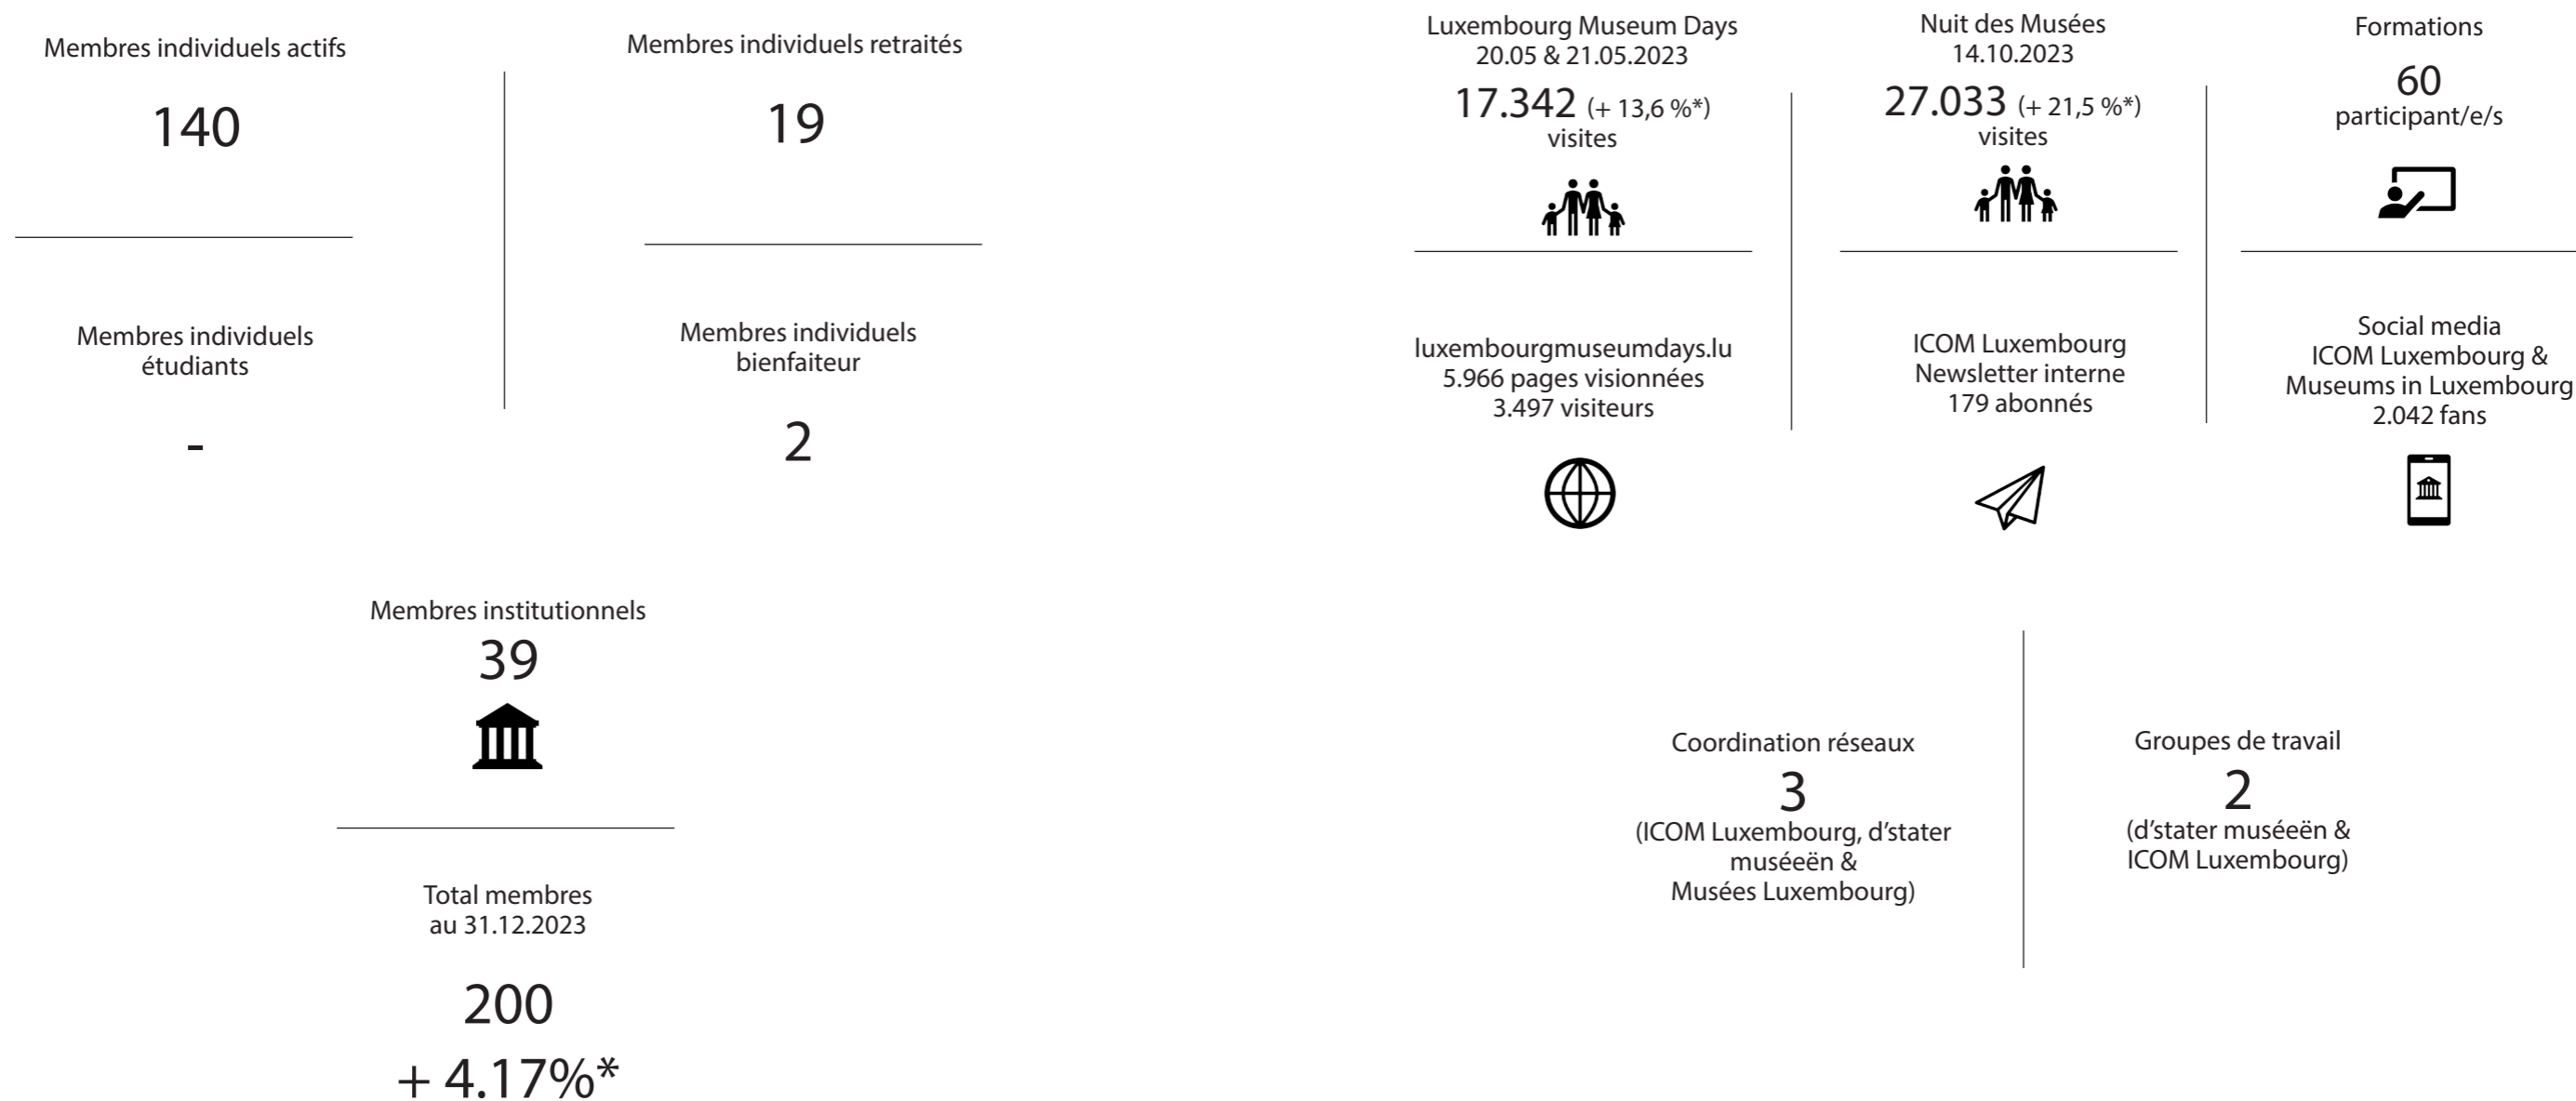 Membres individuels actifs
140
Membres individuels retraités
19
Membres individuels
étudiants
-
Membres individuels
bienfaiteur
2
Membres institutionnels
39
Total membres
au 31.12.2023
200
+ 4.17%*
Luxembourg Museum Days
20.05 & 21.05.2023
17.342 (+ 13,6 %*)
visites
Nuit des Musées
14.10.2023
27.033 (+ 21,5 %*)
visites
Formations
60
participant/e/s
luxembourgmuseumdays.lu
5.966 pages visionnées
3.497 visiteurs
ICOM Luxembourg
Newsletter interne
179 abonnés
Social media
ICOM Luxembourg &
Museums in Luxembourg
2.042 fans
Coordination réseaux
3
(ICOM Luxembourg, d’stater
muséeën &
Musées Luxembourg)
Groupes de travail
2
(d’stater muséeën &
ICOM Luxembourg)